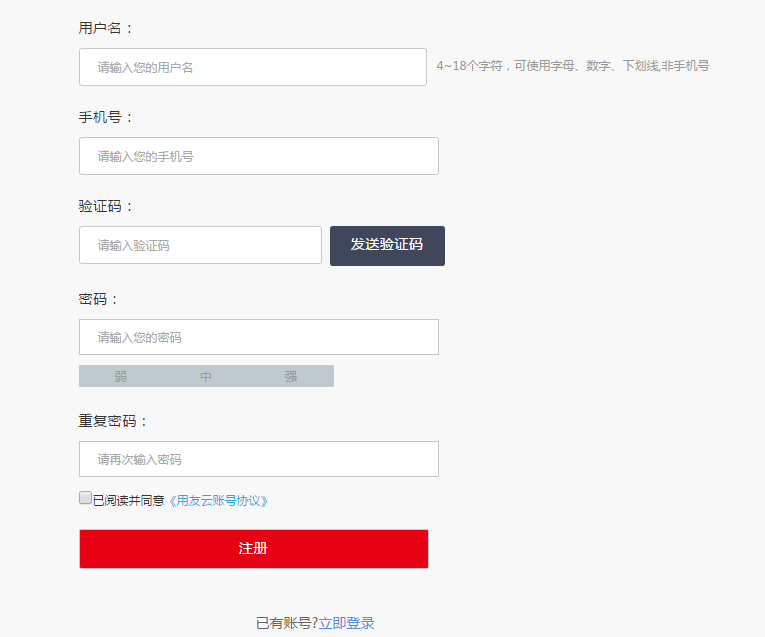 用户名：
请输入您的用户名
4~18个字符，可使用字母、数字、下划线,非手机号
手机号：
请输入您的手机号
验证码：
请输入验证码
发送验证码
密码：
请输入您的密码
弱 中 强
重复密码：
请再次输入密码
已阅读并同意《用友云账号协议》
注册
已有账号?立即登录